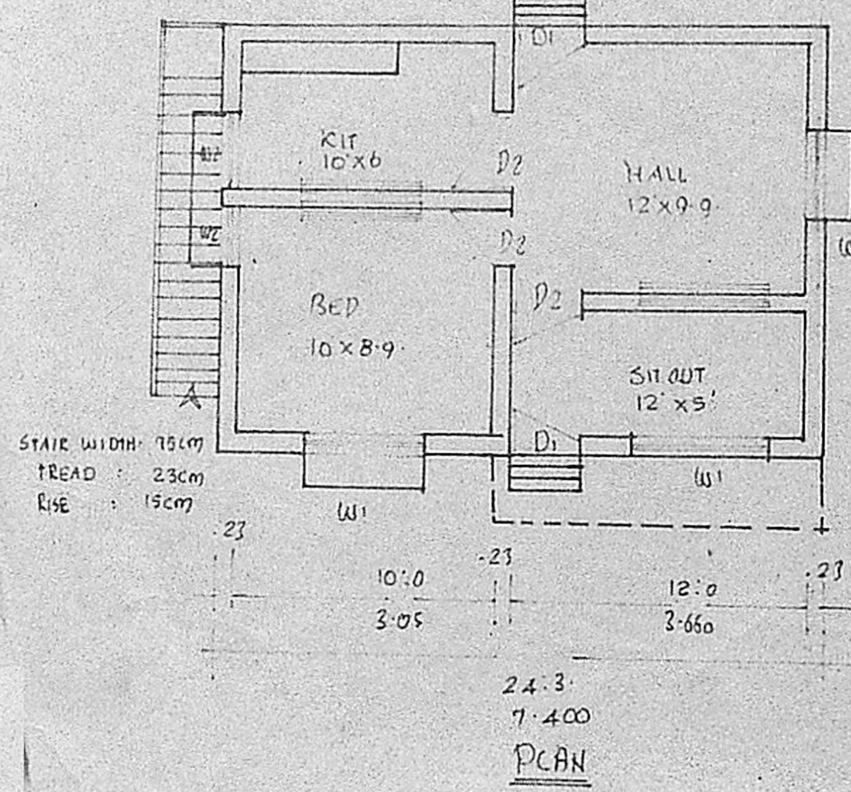 D1
KIT
10'x6
W2
D2
HALL
12'x9.9.
W2
D2
BED
10 x 8.9.
D2
SIT OUT
12' x5'
D1
W1
W1
STAIR WIDTH: 75CM
TREAD : 23CM
RISE : 15CM
.23
.23
.23
10:0
12:0
3.05
3.660
24.3.
7.400
PLAN